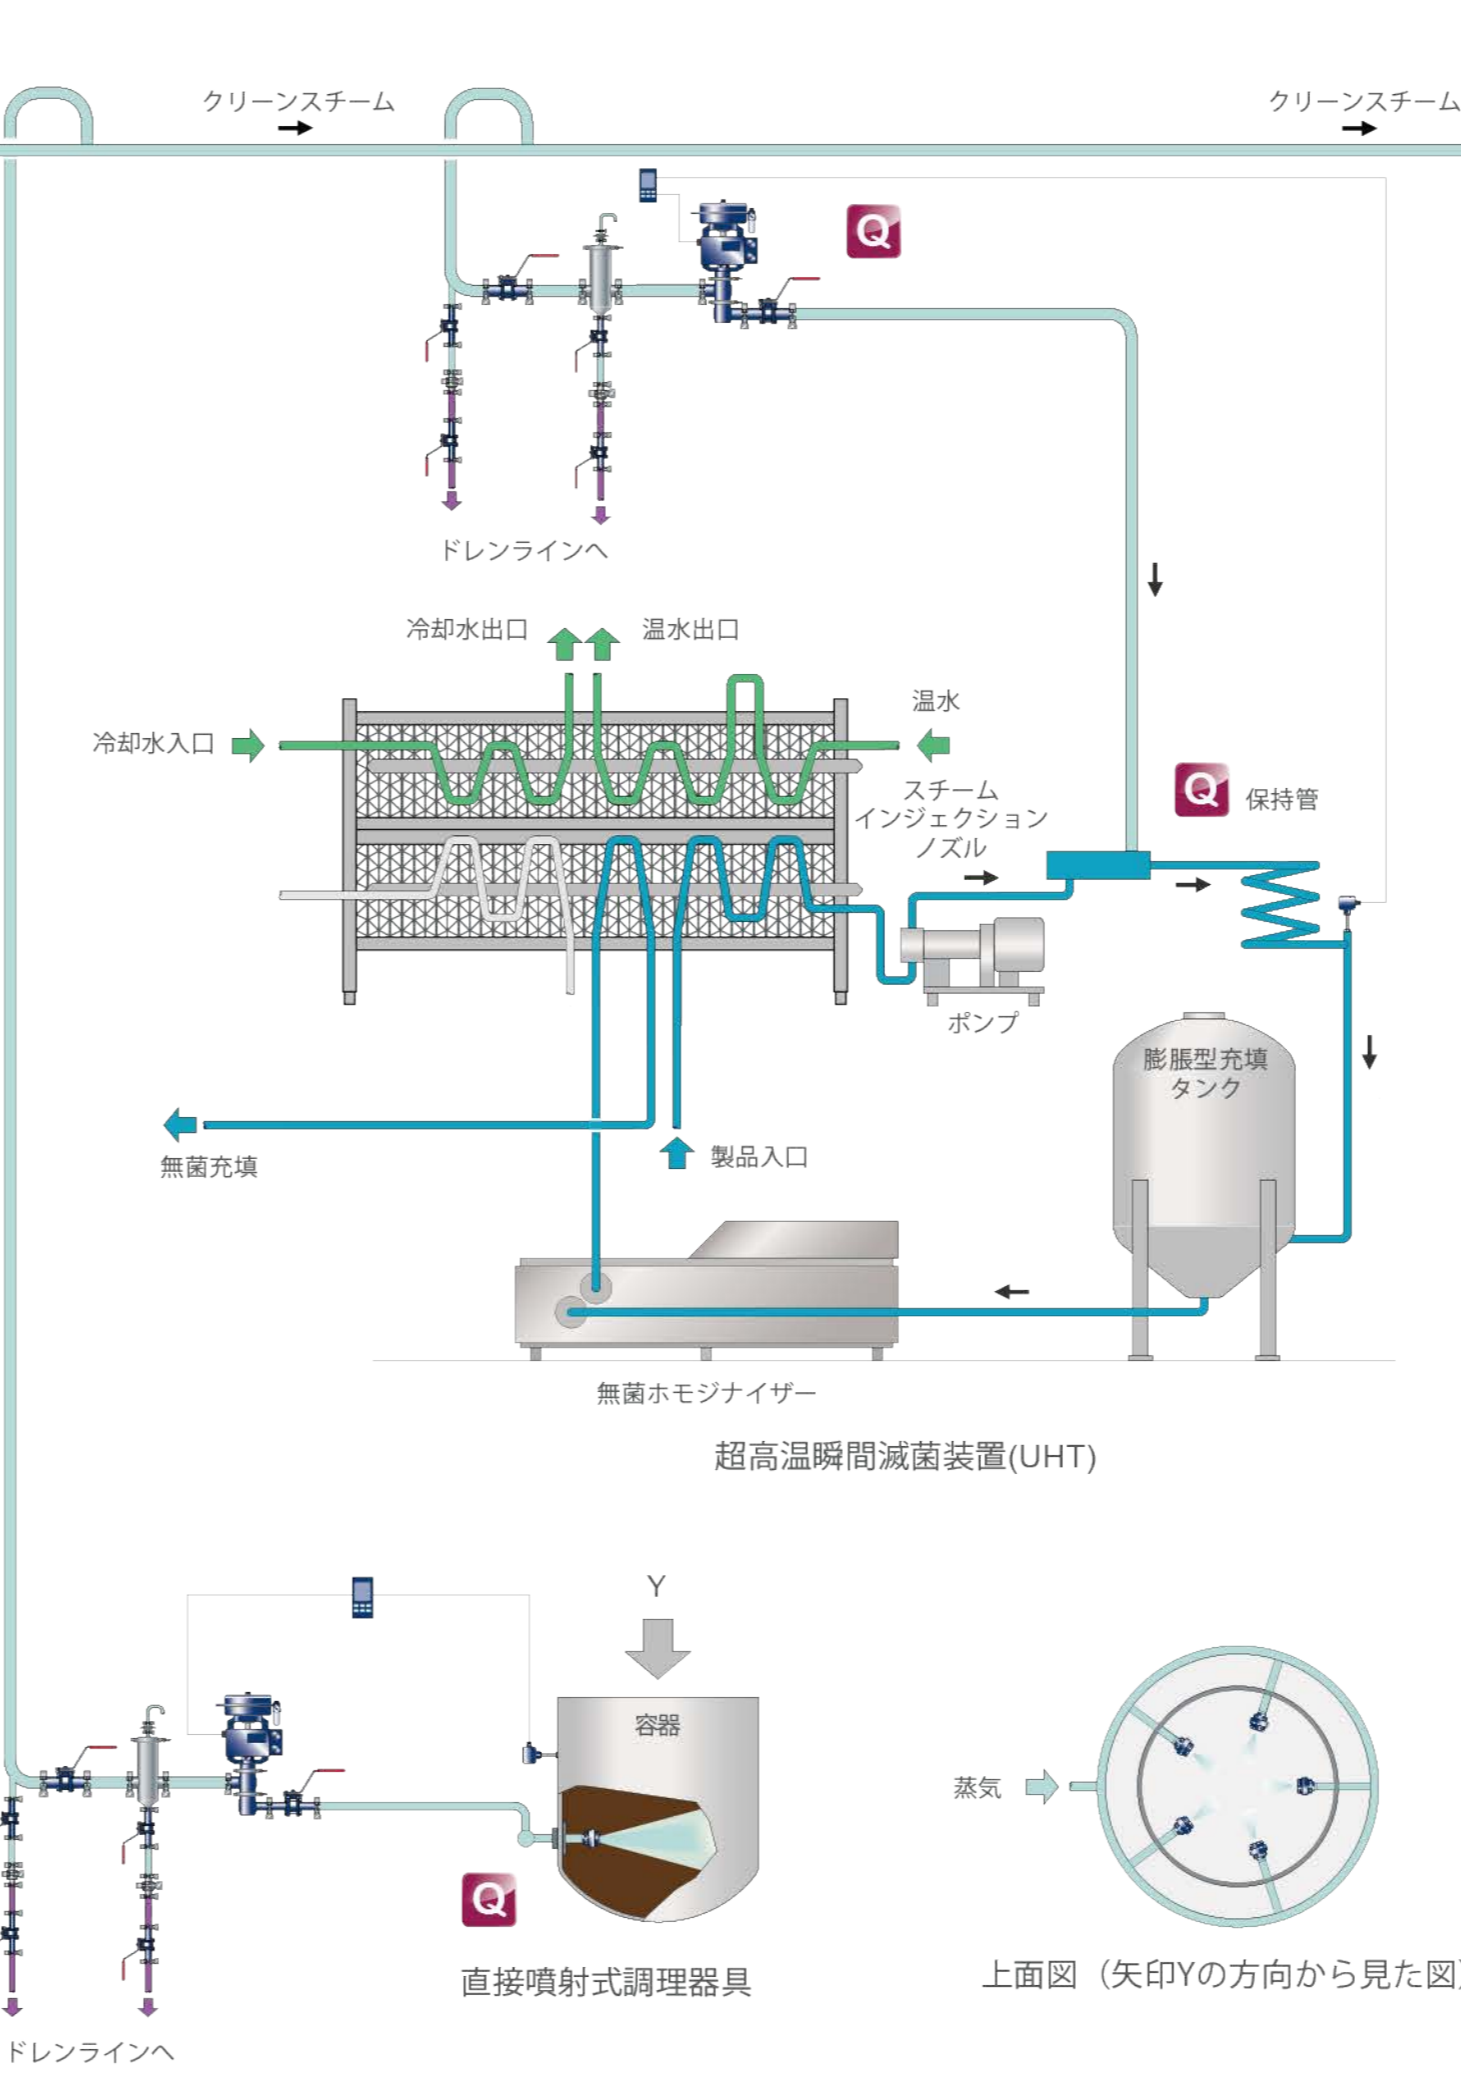 クリーンスチーム
クリーンスチーム
Q
ドレンラインへ
冷却水出口
温水出口
温水
冷却水入口
スチーム
インジェクション
ノズル
Q
保持管
ポンプ
膨脹型充填
タンク
無菌充填
製品入口
無菌ホモジナイザー
超高温瞬間滅菌装置(UHT)
Y
容器
蒸気
Q
直接噴射式調理器具
上面図（矢印Yの方向から見た図）
ドレンラインへ